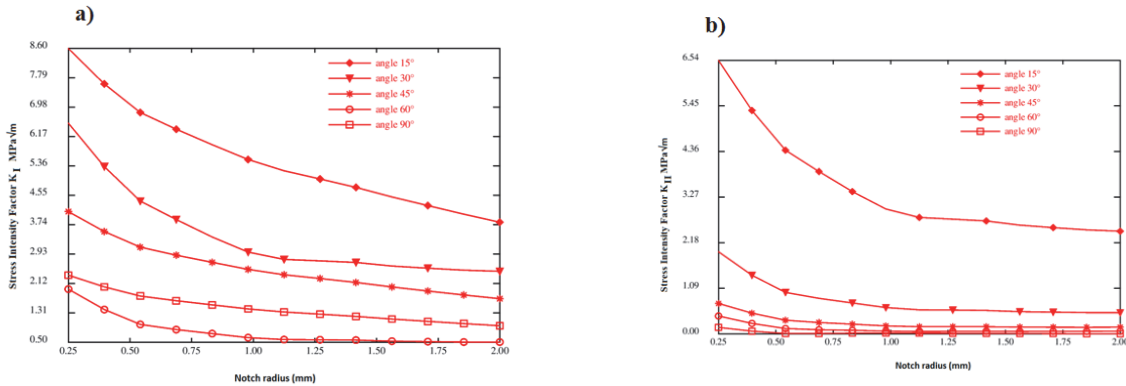 a)
Stress Intensity Factor K I MPa√m
8.60
7.79
6.98
6.17
5.36
4.55
3.74
2.93
2.12
1.31
0.50
angle 15°
angle 30°
angle 45°
angle 60°
angle 90°
0.25
0.50
0.75
1.00
1.25
1.50
1.75
2.00
Notch radius (mm)
b)
Stress Intensity Factor K II MPa√m
6.54
5.45
4.36
3.27
2.18
1.09
0.00
angle 15°
angle 30°
angle 45°
angle 60°
angle 90°
0.25
0.50
0.75
1.00
1.25
1.50
1.75
2.00
Notch radius (mm)